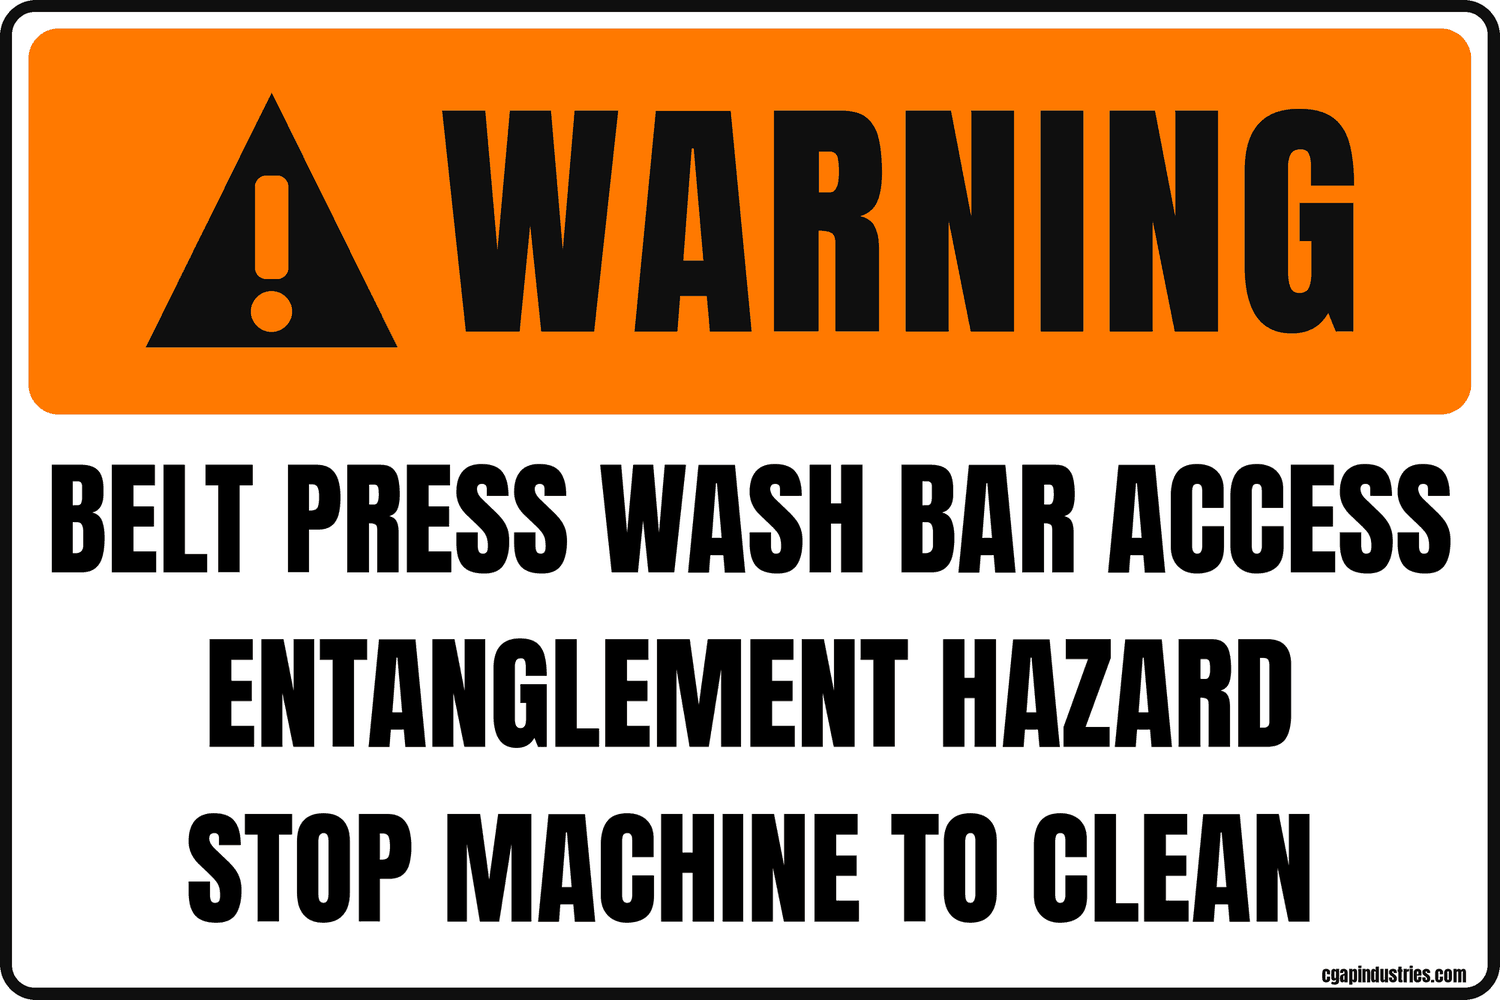 WARNING
BELT PRESS WASH BAR ACCESS
ENTANGLEMENT HAZARD
STOP MACHINE TO CLEAN
cgapindustries.com